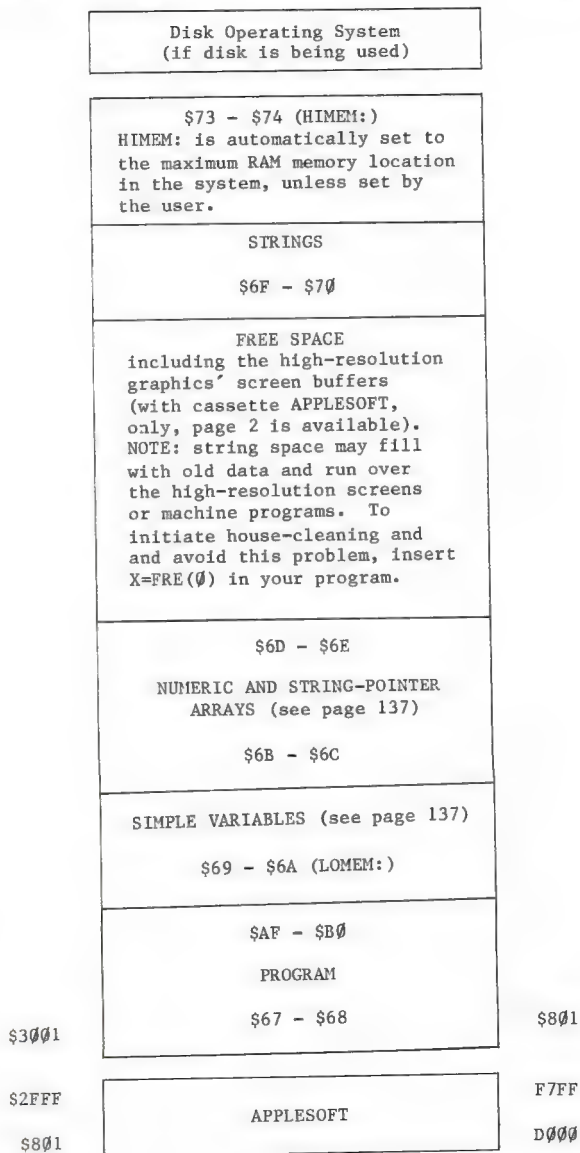 Disk Operating System
(if disk is being used)
$73 - $74 (HIMEM:)
HIMEM: is automatically set to
the maximum RAM memory location
in the system, unless set by
the user.
STRINGS
$6F - $7Ø
FREE SPACE
including the high-resolution
graphics´ screen buffers
(with cassette APPLESOFT,
only, page 2 is available).
NOTE: string space may fill
with old data and run over
the high-resolution screens
or machine programs. To
initiate house-cleaning and
and avoid this problem, insert
X=FRE(Ø) in your program.
$6D - $6E
NUMERIC AND STRING-POINTER
ARRAYS (see page 137)
$6B - $6C
SIMPLE VARIABLES (see page 137)
$69 - $6A (LOMEM:)
$AF - $BØ
PROGRAM
$67 - $68
$3ØØ1
$8Ø1
$2FFF
F7FF
APPLESOFT
$8Ø1
DØØØ